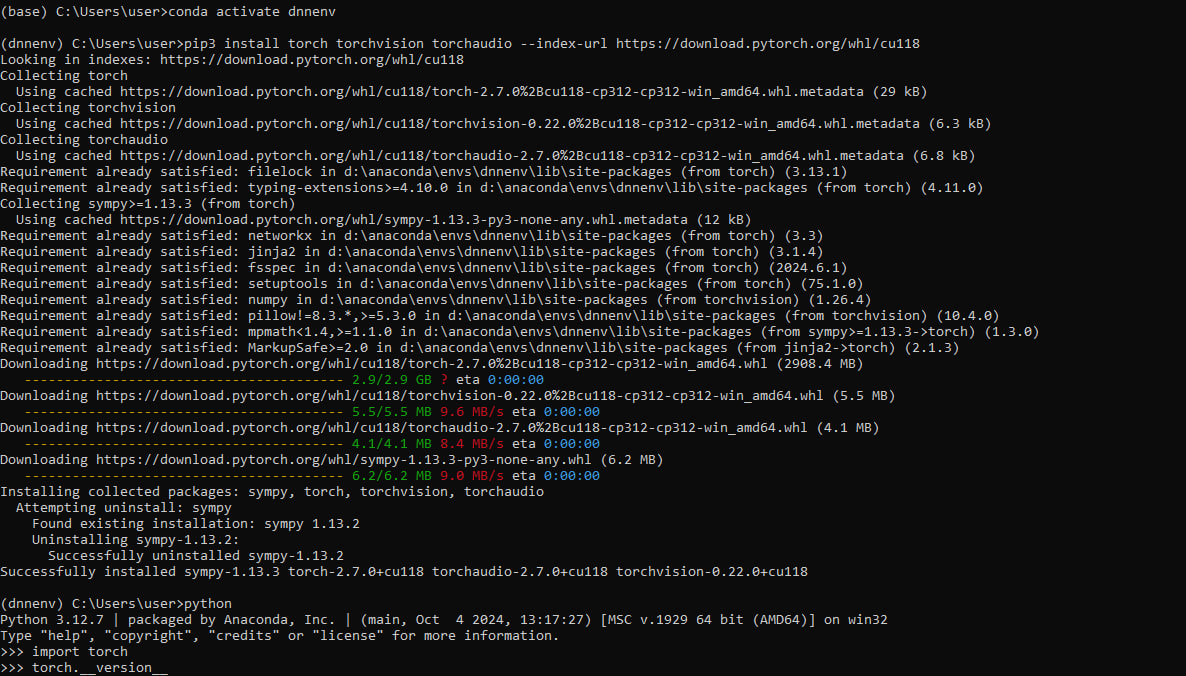 (base) C:\Users\user>conda activate dnnenv
(dnnenv) C:\Users\user>pip3 install torch torchvision torchaudio --index-url https://download.pytorch.org/whl/cu118
Looking in indexes: https://download.pytorch.org/whl/cu118
Collecting torch
  Using cached https://download.pytorch.org/whl/cu118/torch-2.7.0%2Bcu118-cp312-cp312-win_amd64.whl.metadata (29 kB)
Collecting torchvision
  Using cached https://download.pytorch.org/whl/cu118/torchvision-0.22.0%2Bcu118-cp312-cp312-win_amd64.whl.metadata (6.3 kB)
Collecting torchaudio
  Using cached https://download.pytorch.org/whl/cu118/torchaudio-2.7.0%2Bcu118-cp312-cp312-win_amd64.whl.metadata (6.8 kB)
Requirement already satisfied: filelock in d:\anaconda\envs\dnnenv\lib\site-packages (from torch) (3.13.1)
Requirement already satisfied: typing-extensions>=4.10.0 in d:\anaconda\envs\dnnenv\lib\site-packages (from torch) (4.11.0)
Collecting sympy>=1.13.3 (from torch)
  Using cached https://download.pytorch.org/whl/sympy-1.13.3-py3-none-any.whl.metadata (12 kB)
Requirement already satisfied: networkx in d:\anaconda\envs\dnnenv\lib\site-packages (from torch) (3.3)
Requirement already satisfied: jinja2 in d:\anaconda\envs\dnnenv\lib\site-packages (from torch) (3.1.4)
Requirement already satisfied: fsspec in d:\anaconda\envs\dnnenv\lib\site-packages (from torch) (2024.6.1)
Requirement already satisfied: setuptools in d:\anaconda\envs\dnnenv\lib\site-packages (from torch) (75.1.0)
Requirement already satisfied: numpy in d:\anaconda\envs\dnnenv\lib\site-packages (from torchvision) (1.26.4)
Requirement already satisfied: pillow!=8.3.*,>=5.3.0 in d:\anaconda\envs\dnnenv\lib\site-packages (from torchvision) (10.4.0)
Requirement already satisfied: mpmath<1.4,>=1.1.0 in d:\anaconda\envs\dnnenv\lib\site-packages (from sympy>=1.13.3->torch) (1.3.0)
Requirement already satisfied: MarkupSafe>=2.0 in d:\anaconda\envs\dnnenv\lib\site-packages (from jinja2->torch) (2.1.3)
Downloading https://download.pytorch.org/whl/cu118/torch-2.7.0%2Bcu118-cp312-cp312-win_amd64.whl (2908.4 MB)
   ---------------------------------------- 2.9/2.9 GB ? eta 0:00:00
Downloading https://download.pytorch.org/whl/cu118/torchvision-0.22.0%2Bcu118-cp312-cp312-win_amd64.whl (5.5 MB)
   ---------------------------------------- 5.5/5.5 MB 9.6 MB/s eta 0:00:00
Downloading https://download.pytorch.org/whl/cu118/torchaudio-2.7.0%2Bcu118-cp312-cp312-win_amd64.whl (4.1 MB)
   ---------------------------------------- 4.1/4.1 MB 8.4 MB/s eta 0:00:00
Downloading https://download.pytorch.org/whl/sympy-1.13.3-py3-none-any.whl (6.2 MB)
   ---------------------------------------- 6.2/6.2 MB 9.0 MB/s eta 0:00:00
Installing collected packages: sympy, torch, torchvision, torchaudio
  Attempting uninstall: sympy
    Found existing installation: sympy 1.13.2
    Uninstalling sympy-1.13.2:
      Successfully uninstalled sympy-1.13.2
Successfully installed sympy-1.13.3 torch-2.7.0+cu118 torchaudio-2.7.0+cu118 torchvision-0.22.0+cu118
(dnnenv) C:\Users\user>python
Python 3.12.7 | packaged by Anaconda, Inc. | (main, Oct  4 2024, 13:17:27) [MSC v.1929 64 bit (AMD64)] on win32
Type "help", "copyright", "credits" or "license" for more information.
>>> import torch
>>> torch.__version__